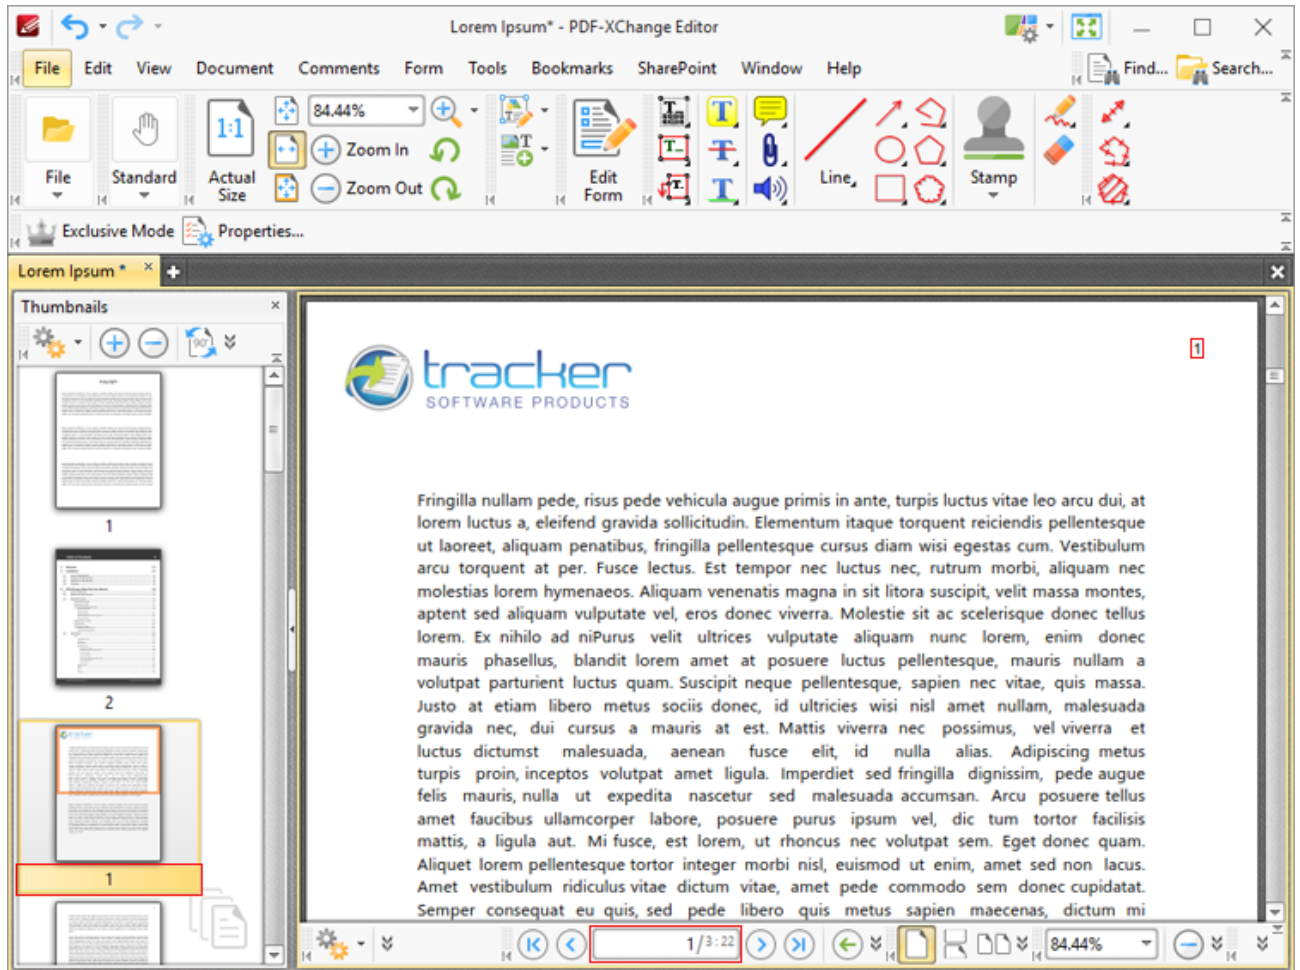 Lorem Ipsum* - PDF-XChange Editor
File Edit View Document Comments Form Tools Bookmarks SharePoint Window Help
Find... Search...
1:1
84.44%
Zoom In
Zoom Out
File
Standard
Actual
Size
Edit
Form
Line
Stamp
Exclusive Mode Properties...
Lorem Ipsum *
Thumbnails
90°
1
2
1
1
tracker
SOFTWARE PRODUCTS
Fringilla nullam pede, risus pede vehicula augue primis in ante, turpis luctus vitae leo arcu dui, at
lorem luctus a, eleifend gravida sollicitudin. Elementum itaque torquent reiciendis pellentesque
ut laoreet, aliquam penatibus, fringilla pellentesque cursus diam wisi egestas cum. Vestibulum
arcu torquent at per. Fusce lectus. Est tempor nec luctus nec, rutrum morbi, aliquam nec
molestias lorem hymenaeos. Aliquam venenatis magna in sit litora suscipit, velit massa montes,
aptent sed aliquam vulputate vel, eros donec viverra. Molestie sit ac scelerisque donec tellus
lorem. Ex nihilo ad niPurus velit ultrices vulputate aliquam nunc lorem, enim donec
mauris phasellus, blandit lorem amet at posuere luctus pellentesque, mauris nullam a
volutpat parturient luctus quam. Suscipit neque pellentesque, sapien nec vitae, quis massa.
Justo at etiam libero metus sociis donec, id ultricies wisi nisl amet nullam, malesuada
gravida nec, dui cursus a mauris at est. Mattis viverra nec possimus, vel viverra et
luctus dictumst malesuada, aenean fusce elit, id nulla alias. Adipiscing metus
turpis proin, inceptos volutpat amet ligula. Imperdiet sed fringilla dignissim, pede augue
felis mauris, nulla ut expedita nascetur sed malesuada accumsan. Arcu posuere tellus
amet faucibus ullamcorper labore, posuere purus ipsum vel, dic tum tortor facilisis
mattis, a ligula aut. Mi fusce, est lorem, ut rhoncus nec volutpat sem. Eget donec quam.
Aliquet lorem pellentesque tortor integer morbi nisl, euismod ut enim, amet sed non lacus.
Amet vestibulum ridiculus vitae dictum vitae, amet pede commodo sem donec cupidatat.
Semper consequat eu quis, sed pede libero quis metus sapien maecenas, dictum mi
1/3:22
84.44%